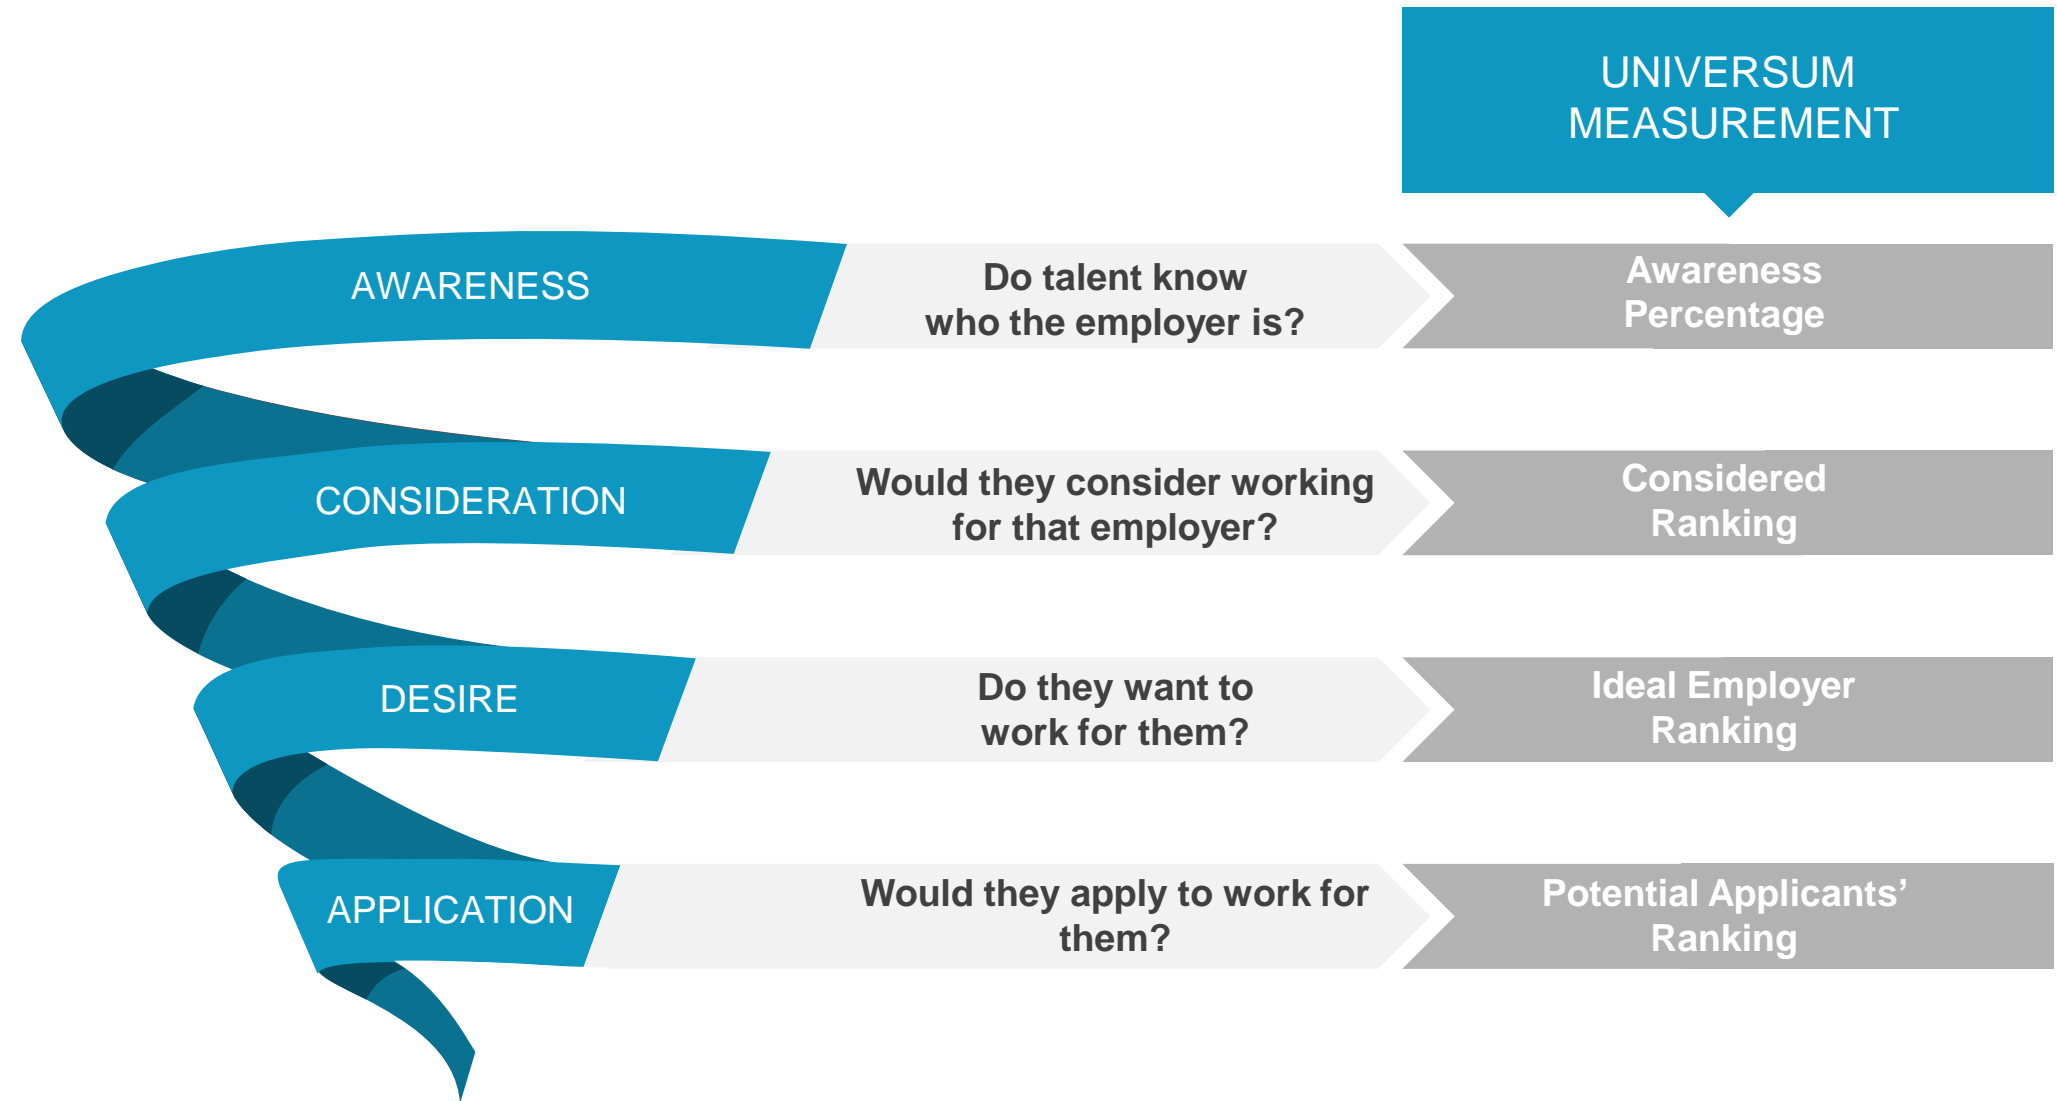 UNIVERSUM
MEASUREMENT
AWARENESS
Do talent know
who the employer is?
Awareness
Percentage
CONSIDERATION
Would they consider working
for that employer?
Considered
Ranking
DESIRE
Do they want to
work for them?
Ideal Employer
Ranking
APPLICATION
Would they apply to work for
them?
Potential Applicants’
Ranking